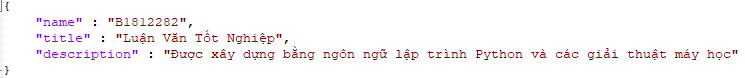 {
"name" : "B1812282",
"title" : "Luận Văn Tốt Nghiệp",
"description" : "Được xây dựng bằng ngôn ngữ lập trình Python và các giải thuật máy học"
}